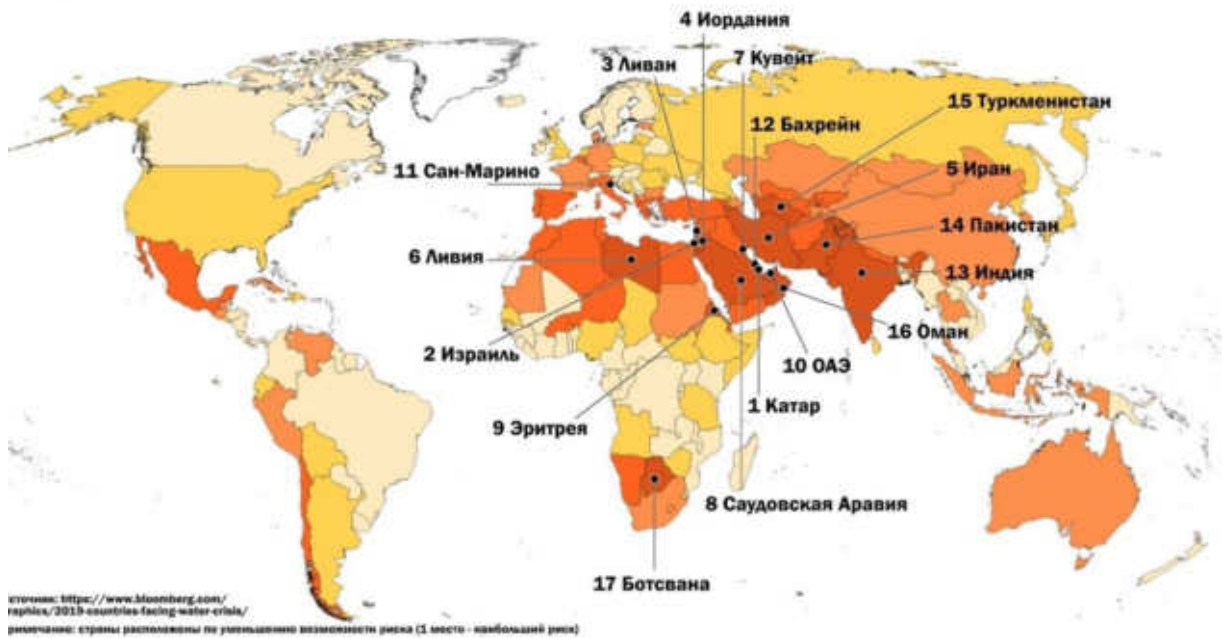 4 Иордания
3 Ливан
7 Кувейт
15 Туркменистан
12 Бахрейн
11 Сан-Марино
5 Иран
14 Пакистан
6 Ливия
13 Индия
16 Оман
2 Израиль
10 ОАЭ
1 Катар
9 Эритрея
8 Саудовская Аравия
17 Ботсвана
сточник: https://www.bloomberg.com/
raphics/2019-countries-facing-water-crisis/
римечание: страны расположены по уменьшению возможности риска (1 место - наибольший риск)